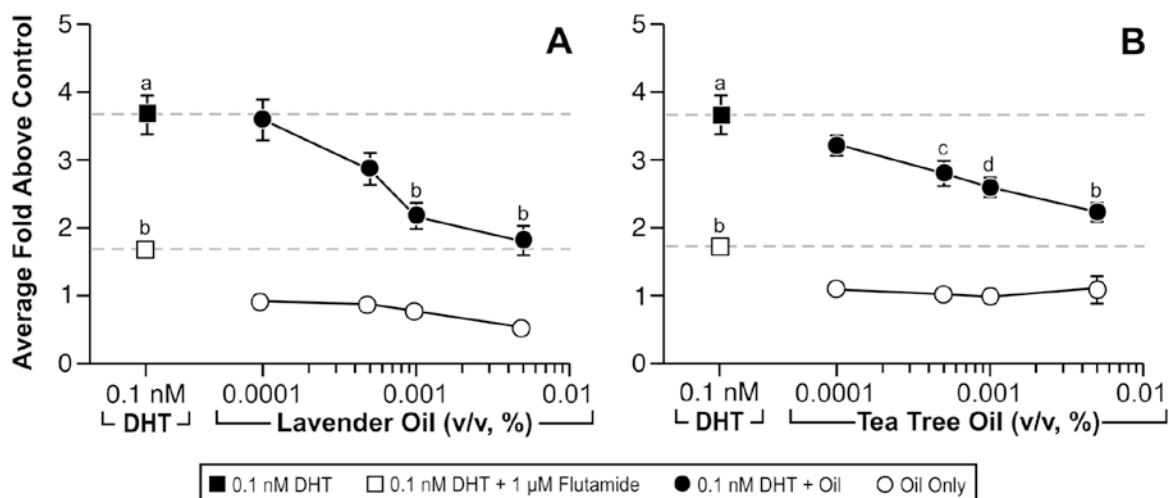 Average Fold Above Control
5
4
3
2
1
0
A
a
b
b
b
0.1 nM
DHT
0.0001
0.001
0.01
Lavender Oil (v/v, %)
5
4
3
2
1
0
B
a
b
c
d
b
0.1 nM
DHT
0.0001
0.001
0.01
Tea Tree Oil (v/v, %)
0.1 nM DHT 0.1 nM DHT + 1 µM Flutamide 0.1 nM DHT + Oil Oil Only